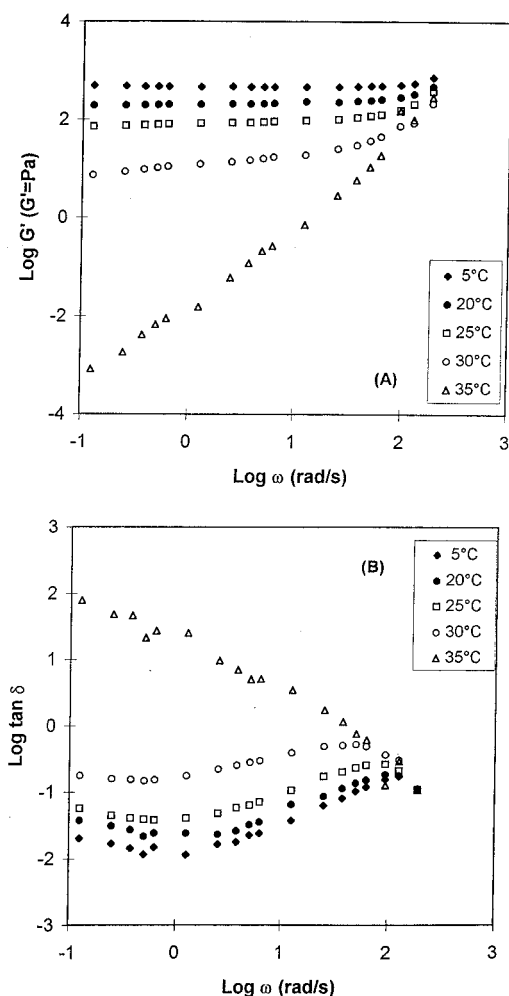 4
2
0
-2
-4
-1
0
1
2
3
Log G' (G'=Pa)
Log ω (rad/s)
(A)
5°C
20°C
25°C
30°C
35°C
3
2
1
0
-1
-2
-3
-1
0
1
2
3
Log tan δ
Log ω (rad/s)
(B)
5°C
20°C
25°C
30°C
35°C